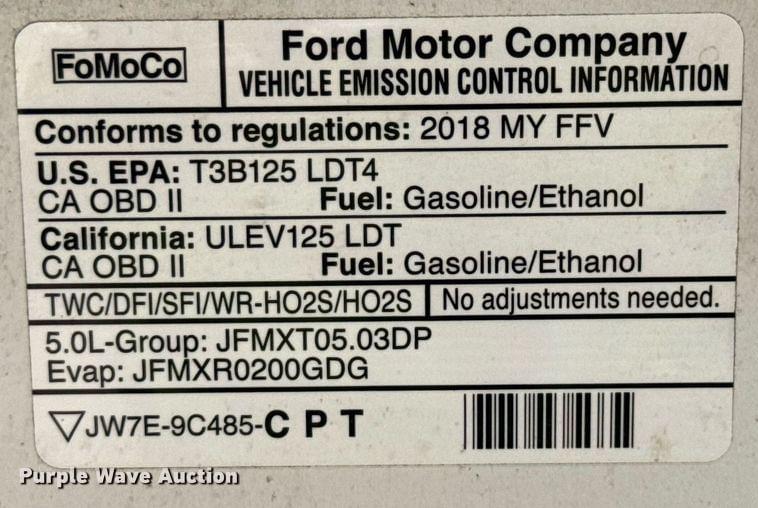 FoMoCo
Ford Motor Company
VEHICLE EMISSION CONTROL INFORMATION
Conforms to regulations: 2018 MY FFV
U.S. EPA: T3B125 LDT4
CA OBD II Fuel: Gasoline/Ethanol
California: ULEV125 LDT
CA OBD II Fuel: Gasoline/Ethanol
TWC/DFI/SFI/WR-HO2S/HO2S No adjustments needed.
5.0L-Group: JFMXT05.03DP
Evap: JFMXR0200GDG
JW7E-9C485-C P T
Purple Wave Auction